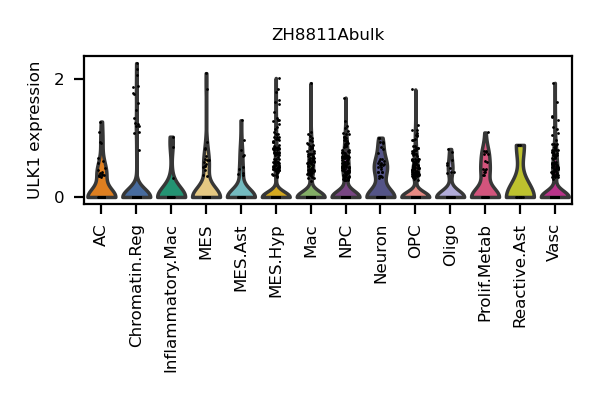 ZH8811Abulk
ULK1 expression
2
0
AC
Chromatin.Reg
Inflammatory.Mac
MES
MES.Ast
MES.Hyp
Mac
NPC
Neuron
OPC
Oligo
Prolif.Metab
Reactive.Ast
Vasc